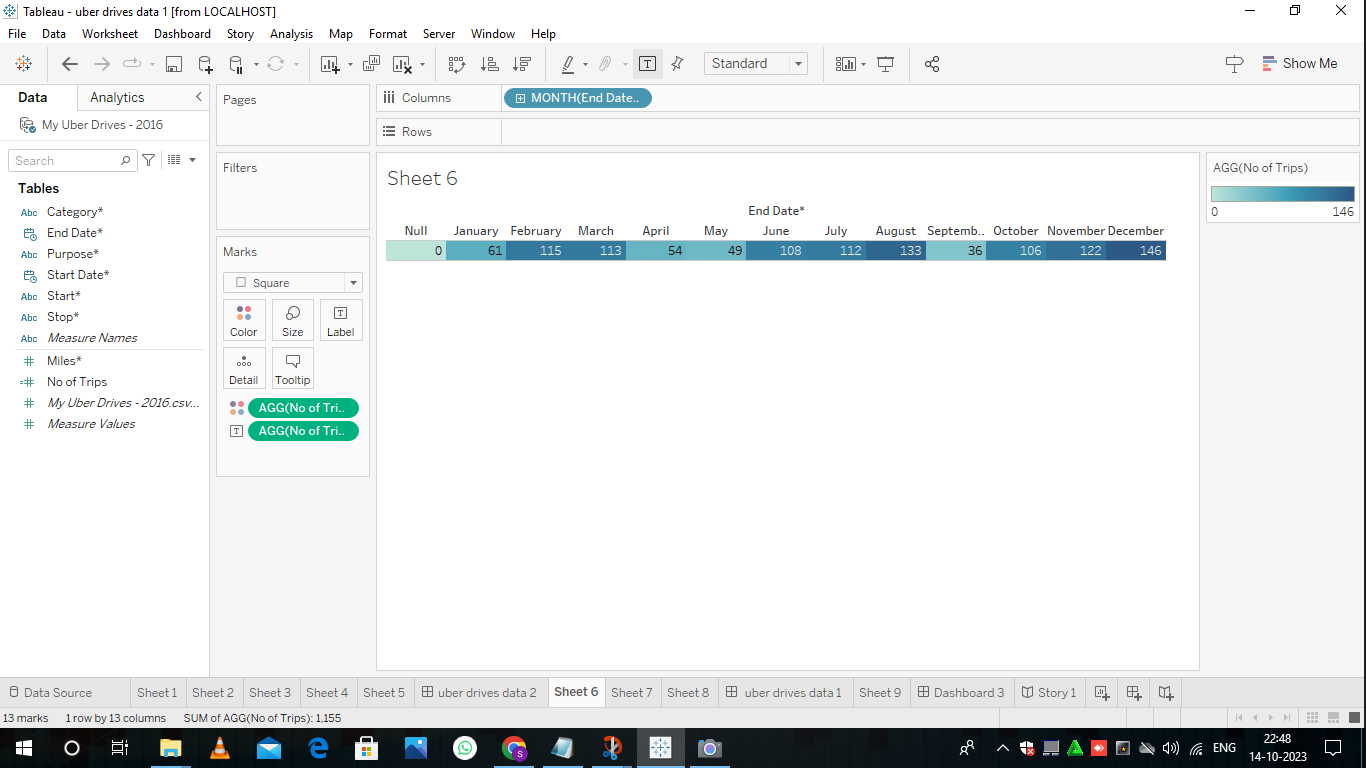 Tableau - uber drives data 1 [from LOCALHOST]
File Data Worksheet Dashboard Story Analysis Map Format Server Window Help
Standard
Show Me
Data Analytics
My Uber Drives - 2016
Search
Tables
Abc Category*
End Date*
Abc Purpose*
Start Date*
Abc Start*
Abc Stop*
Abc Measure Names
Miles*
No of Trips
My Uber Drives - 2016.csv...
Measure Values
Pages
Filters
Marks
Square
Color Size Label
Detail Tooltip
AGG(No of Tri..
AGG(No of Tri..
Columns MONTH(End Date..
Rows
Sheet 6
End Date*
Null January February March April May June July August Septemb.. October November December
0 61 115 113 54 49 108 112 133 36 106 122 146
AGG(No of Trips)
0 146
Data Source Sheet 1 Sheet 2 Sheet 3 Sheet 4 Sheet 5 uber drives data 2 Sheet 6 Sheet 7 Sheet 8 uber drives data 1 Sheet 9 Dashboard 3 Story 1
13 marks 1 row by 13 columns SUM of AGG(No of Trips): 1,155
ENG
22:48
14-10-2023